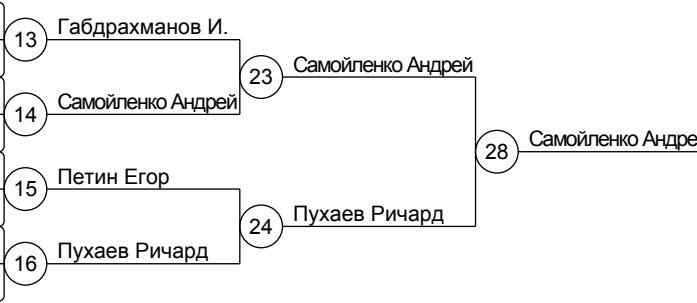 13
Габдрахманов И.
14
Самойленко Андрей
15
Петин Егор
16
Пухаев Ричард
23
Самойленко Андрей
24
Пухаев Ричард
28
Самойленко Андре